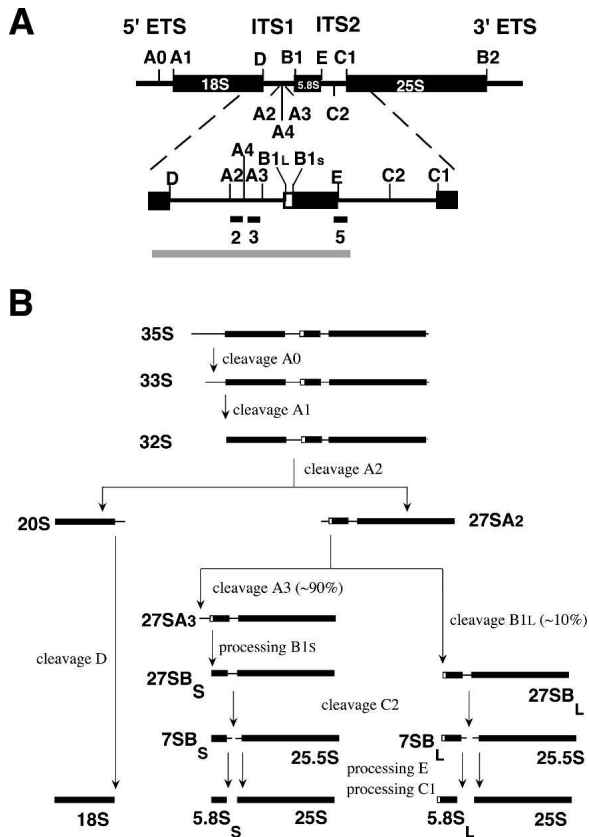 A
5' ETS ITS1 ITS2 3' ETS
A0 A1 D B1 E C1 B2
18S 5.8S 25S
A2 A3 C2
A4
A4 B1L B1S
D A2 A3 E C2 C1
2 3 5
B
35S
cleavage A0
33S
cleavage A1
32S
cleavage A2
20S 27SA2
cleavage A3 (~90%)
27SA3 cleavage B1L (~10%)
processing B1S
cleavage D
27SBS 27SBL
cleavage C2
7SBS 25.5S 7SBL 25.5S
processing E
processing C1
18S 5.8SS 25S 5.8SL 25S